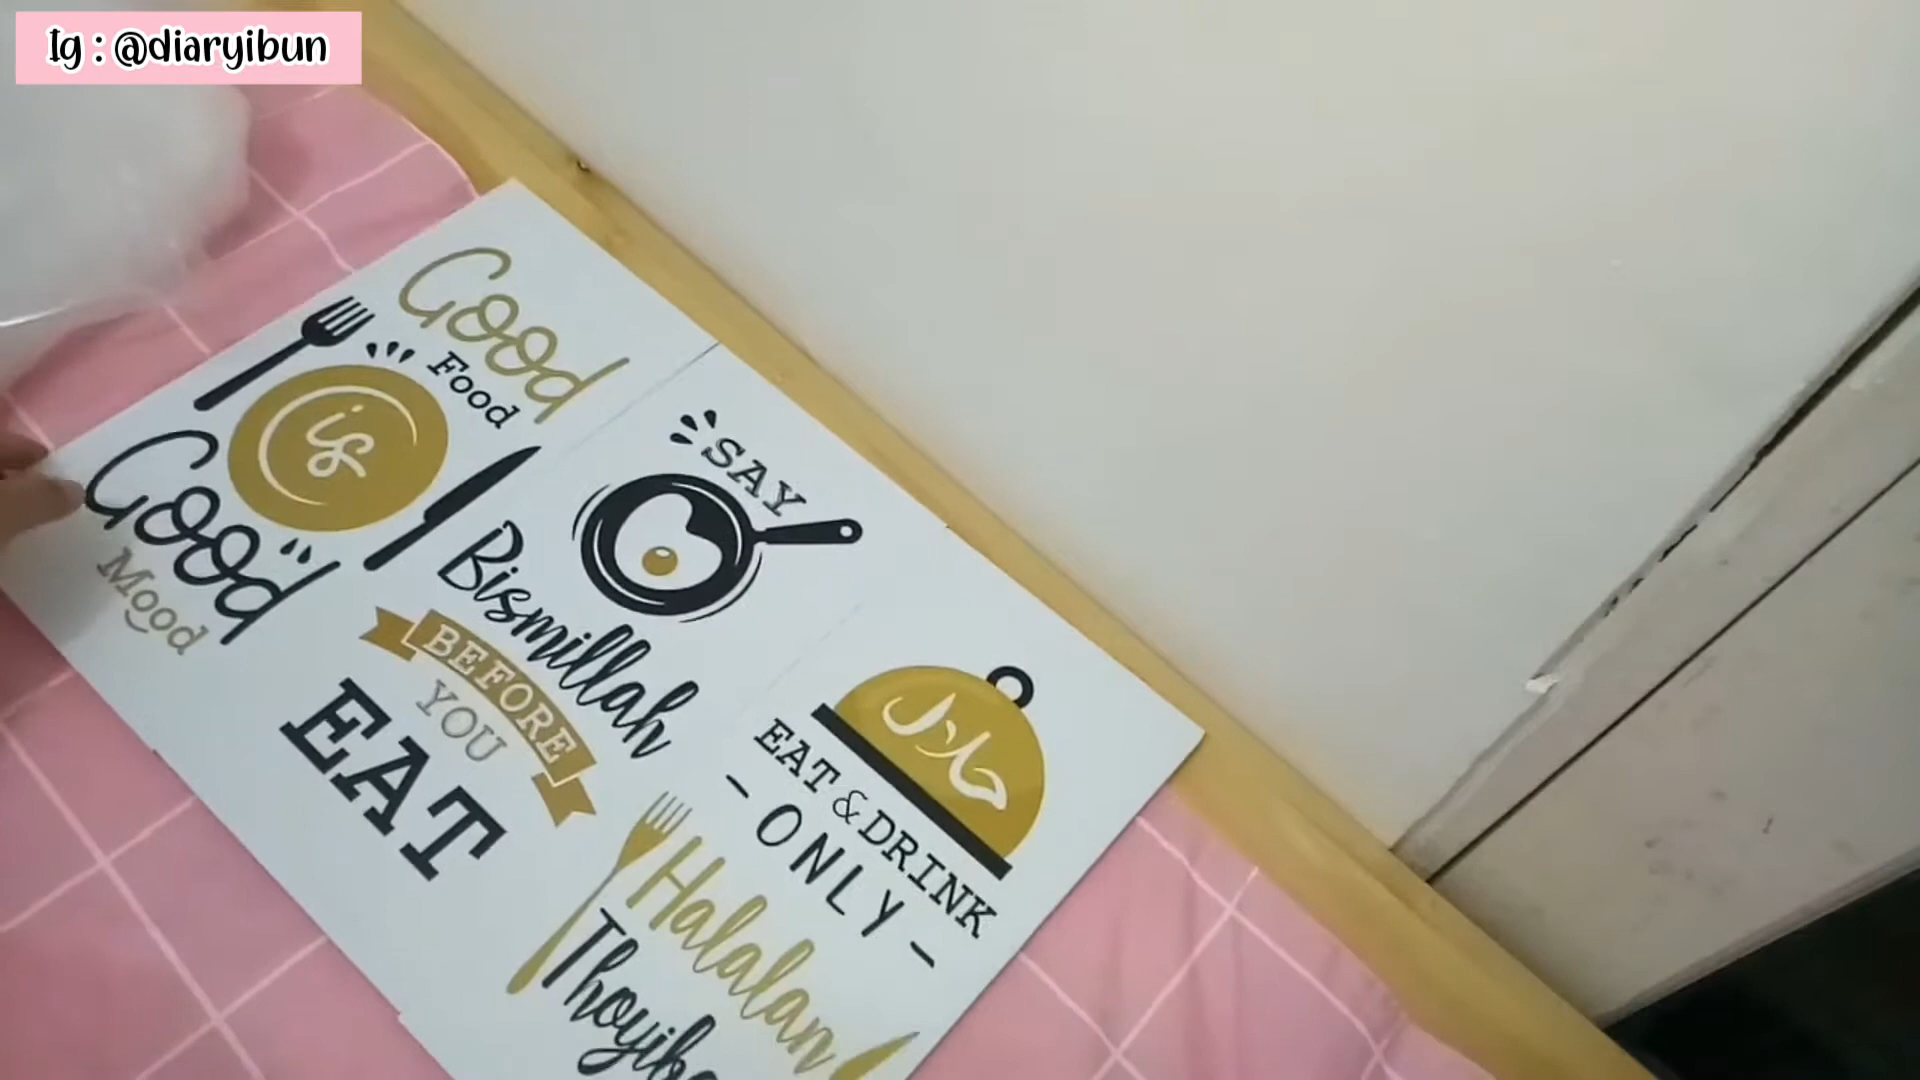 Ig : @diaryibun
Good
Food
is
Good
Mood
SAY
Bismillah
BEFORE
YOU
EAT
حلال
EAT & DRINK
- ONLY -
Halalan